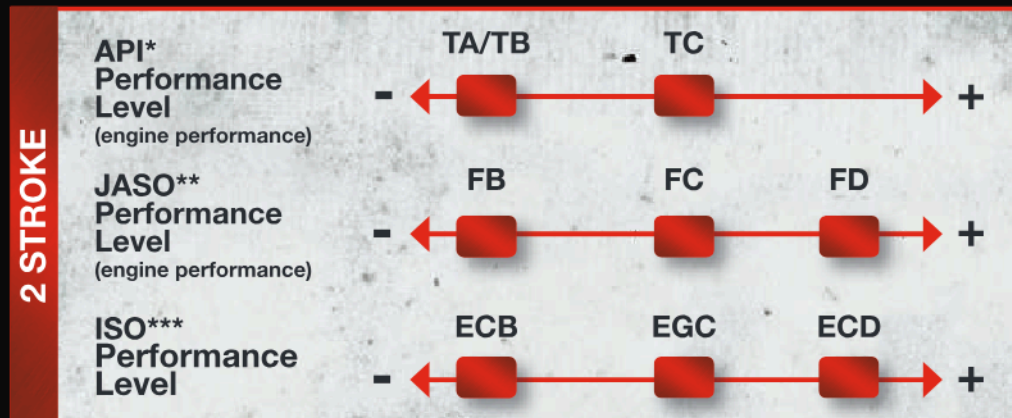 2 STROKE
API*
Performance
Level
(engine performance)
TA/TB
TC
-
+
JASO**
Performance
Level
(engine performance)
FB
FC
FD
-
+
ISO***
Performance
Level
ECB
EGC
ECD
-
+